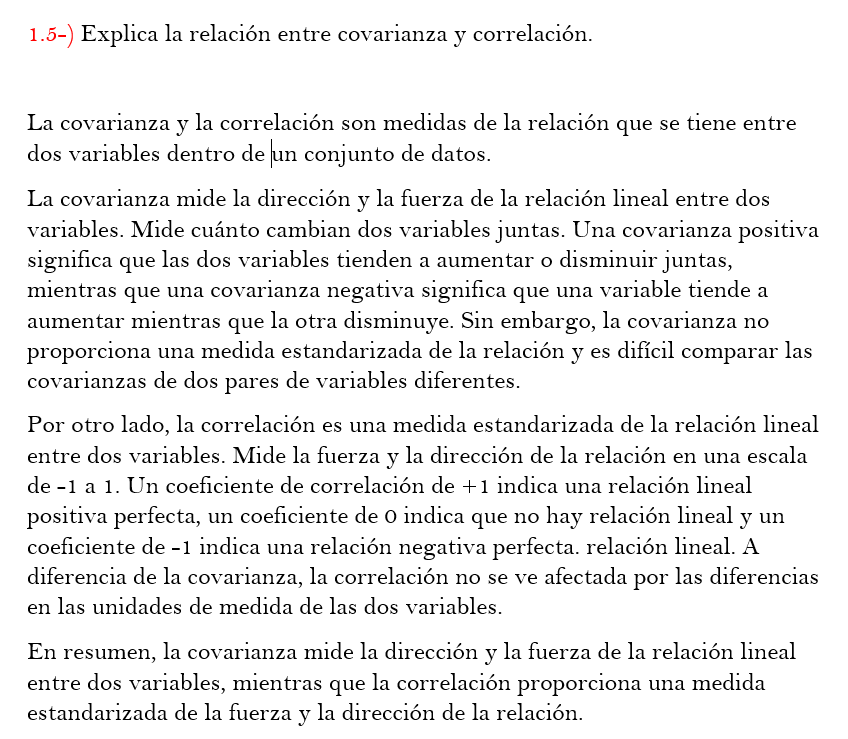 1.5-) Explica la relación entre covarianza y correlación.
La covarianza y la correlación son medidas de la relación que se tiene entre
dos variables dentro de un conjunto de datos.
La covarianza mide la dirección y la fuerza de la relación lineal entre dos
variables. Mide cuánto cambian dos variables juntas. Una covarianza positiva
significa que las dos variables tienden a aumentar o disminuir juntas,
mientras que una covarianza negativa significa que una variable tiende a
aumentar mientras que la otra disminuye. Sin embargo, la covarianza no
proporciona una medida estandarizada de la relación y es difícil comparar las
covarianzas de dos pares de variables diferentes.
Por otro lado, la correlación es una medida estandarizada de la relación lineal
entre dos variables. Mide la fuerza y la dirección de la relación en una escala
de -1 a 1. Un coeficiente de correlación de +1 indica una relación lineal
positiva perfecta, un coeficiente de 0 indica que no hay relación lineal y un
coeficiente de -1 indica una relación negativa perfecta. relación lineal. A
diferencia de la covarianza, la correlación no se ve afectada por las diferencias
en las unidades de medida de las dos variables.
En resumen, la covarianza mide la dirección y la fuerza de la relación lineal
entre dos variables, mientras que la correlación proporciona una medida
estandarizada de la fuerza y la dirección de la relación.